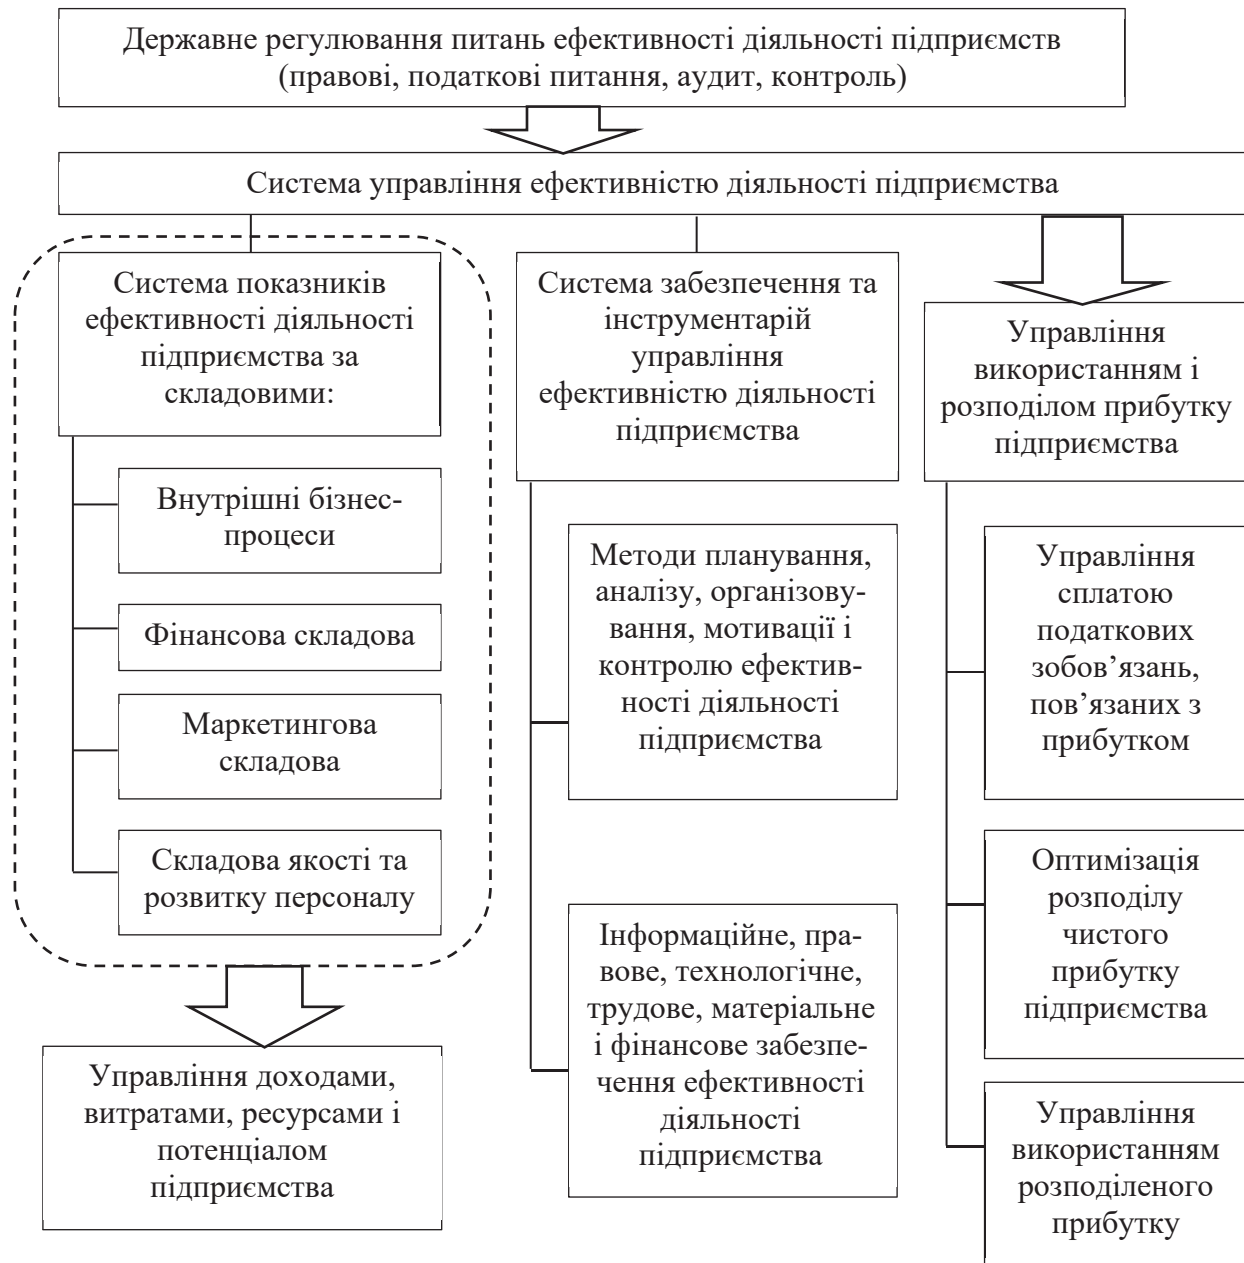 Державне регулювання питань ефективності діяльності підприємств
(правові, податкові питання, аудит, контроль)
Система управління ефективністю діяльності підприємства
Система показників
ефективності діяльності
підприємства за
складовими:
Внутрішні бізнес-
процеси
Фінансова складова
Маркетингова
складова
Складова якості та
розвитку персоналу
Управління доходами,
витратами, ресурсами і
потенціалом
підприємства
Система забезпечення та
інструментарій
управління
ефективністю діяльності
підприємства
Методи планування,
аналізу, організову-
вання, мотивації і
контролю ефектив-
ності діяльності
підприємства
Інформаційне, пра-
вове, технологічне,
трудове, матеріальне
і фінансове забезпе-
чення ефективності
діяльності
підприємства
Управління
використанням і
розподілом прибутку
підприємства
Управління
сплатою
податкових
зобов’язань,
пов’язаних з
прибутком
Оптимізація
розподілу
чистого
прибутку
підприємства
Управління
використанням
розподіленого
прибутку